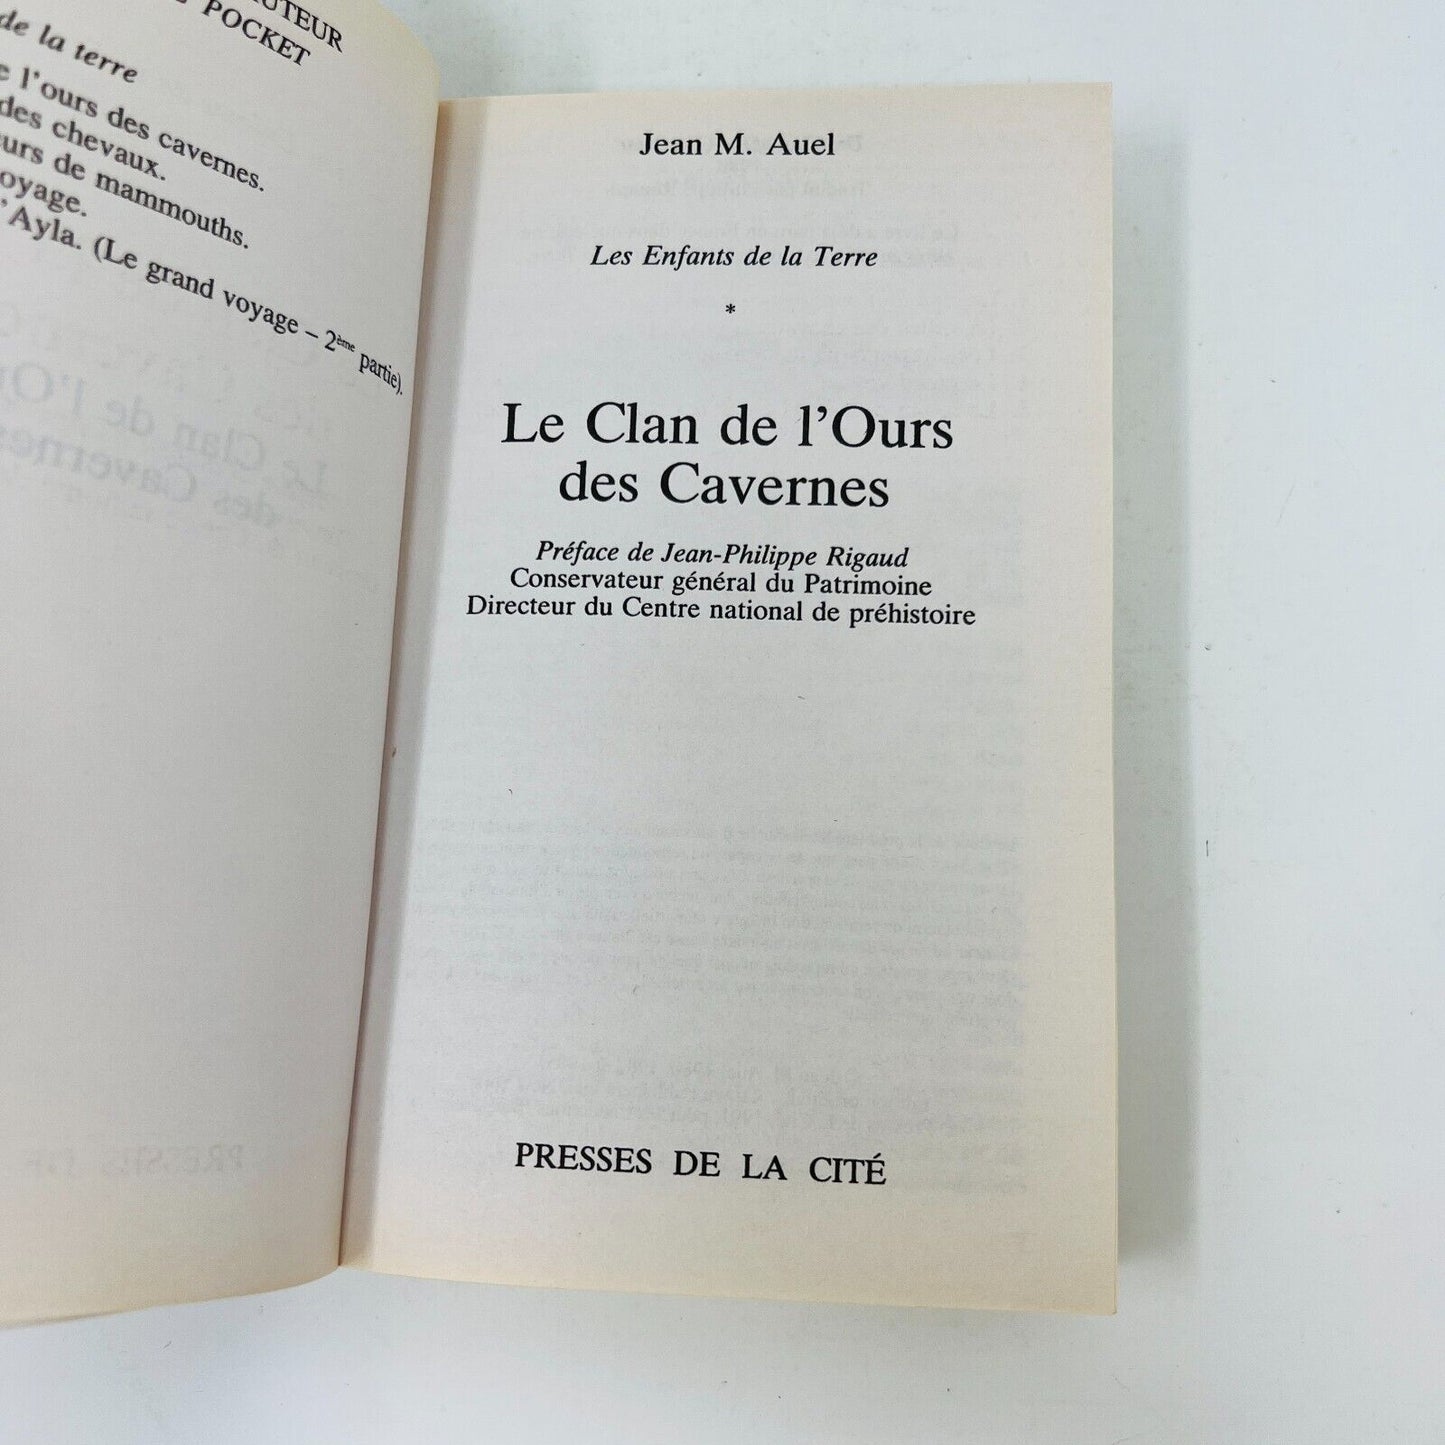 POCKET
de la terre
l'ours des cavernes.
des chevaux.
de mammouths.
l'Ayla. (Le grand voyage – 2ème partie).
Jean M. Auel
Les Enfants de la Terre
*
Le Clan de l'Ours
des Cavernes
Préface de Jean-Philippe Rigaud
Conservateur général du Patrimoine
Directeur du Centre national de préhistoire
PRESSES DE LA CITÉ